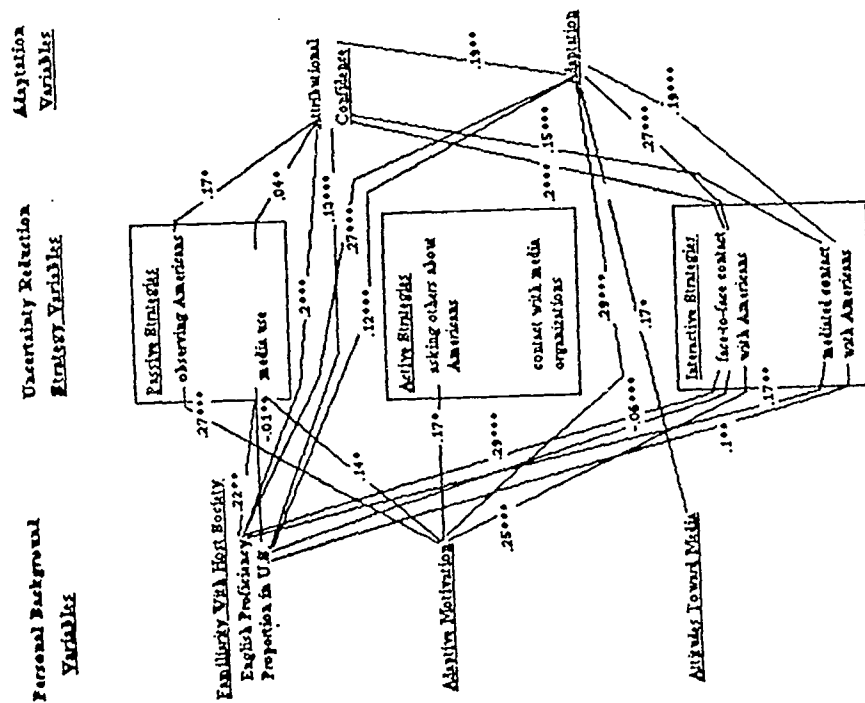 Personal Background
Variables
Uncertainty Reduction
Strategy Variables
Adaptation
Variables
Familiarity With Host Society
English Proficiency
Proportion in U.S
Adaptive Motivation
Attitudes Toward Media
Passive Strategies
observing Americans
media use
Active Strategies
asking others about
Americans
contact with media
organizations
Interactive Strategies
face-to-face contact
with Americans
mediated contact
with Americans
Attributional
Confidence
Adaptation
.27***
.22**
-.01**
.14*
.17*
.29***
.25***
-.06***
.1**
.17**
.17*
.04*
.2***
.13***
.27***
.12***
.29***
.17*
.19**
.2***
.15***
.27***
.19***